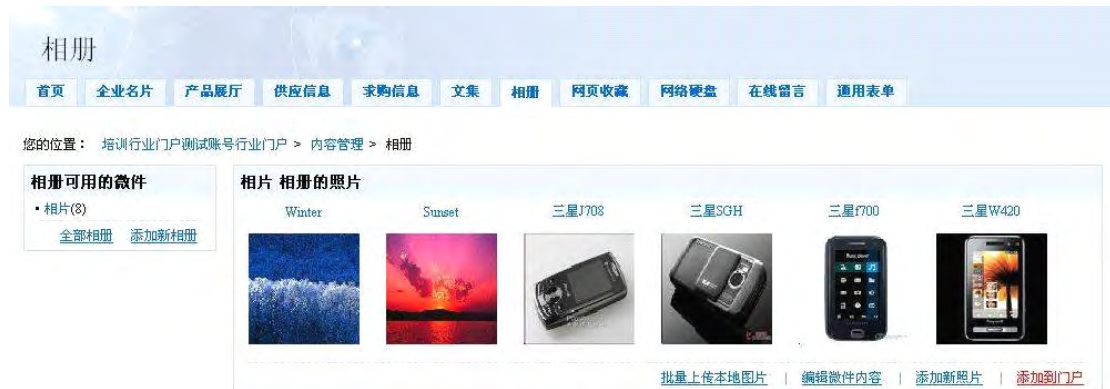 相册
首页 企业名片 产品展厅 供应信息 求购信息 文集 相册 网页收藏 网络硬盘 在线留言 通用表单
您的位置： 培训行业门户测试账号行业门户 > 内容管理 > 相册
相册可用的微件
• 相片(8)
全部相册 添加新相册
相片 相册的照片
Winter Sunset 三星J708 三星SGH 三星f700 三星W420
批量上传本地图片 | 编辑微件内容 | 添加新照片 | 添加到门户